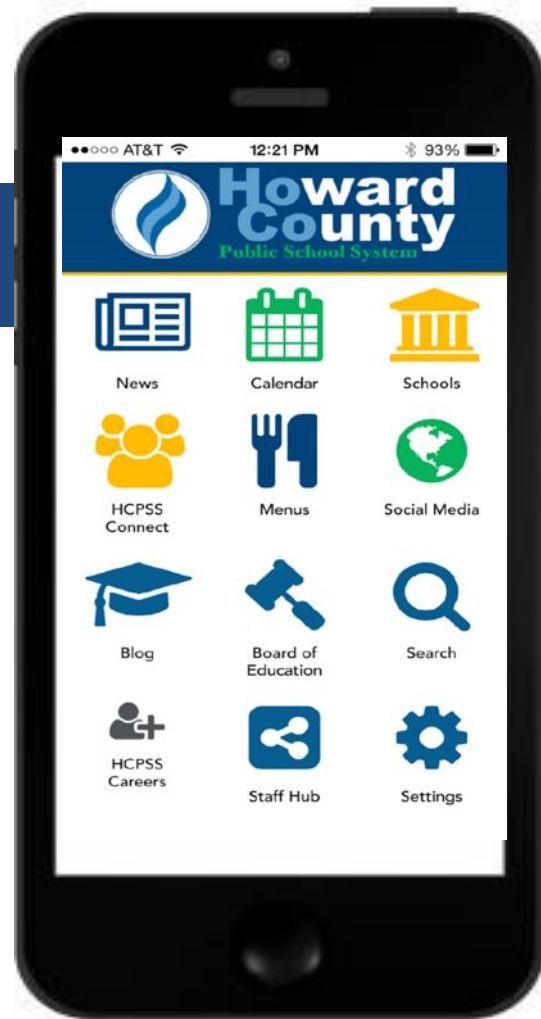 AT&T 12:21 PM 93%
Howard
County
Public School System
News Calendar Schools
HCPSS
Connect
Menus Social Media
Blog
Board of
Education
Search
HCPSS
Careers
Staff Hub Settings